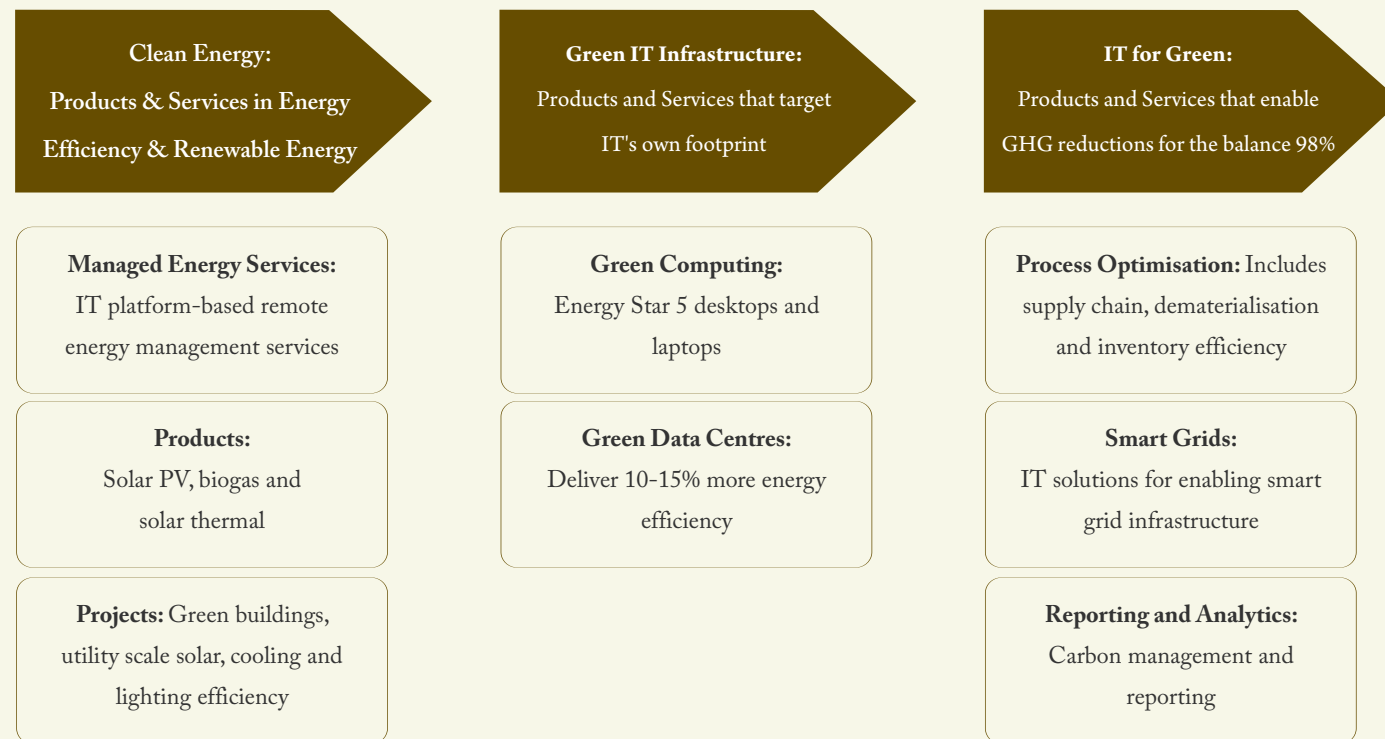 Clean Energy:
Products & Services in Energy
Efficiency & Renewable Energy
Managed Energy Services:
IT platform-based remote
energy management services
Products:
Solar PV, biogas and
solar thermal
Projects: Green buildings,
utility scale solar, cooling and
lighting efficiency
Green IT Infrastructure:
Products and Services that target
IT's own footprint
Green Computing:
Energy Star 5 desktops and
laptops
Green Data Centres:
Deliver 10-15% more energy
efficiency
IT for Green:
Products and Services that enable
GHG reductions for the balance 98%
Process Optimisation: Includes
supply chain, dematerialisation
and inventory efficiency
Smart Grids:
IT solutions for enabling smart
grid infrastructure
Reporting and Analytics:
Carbon management and
reporting